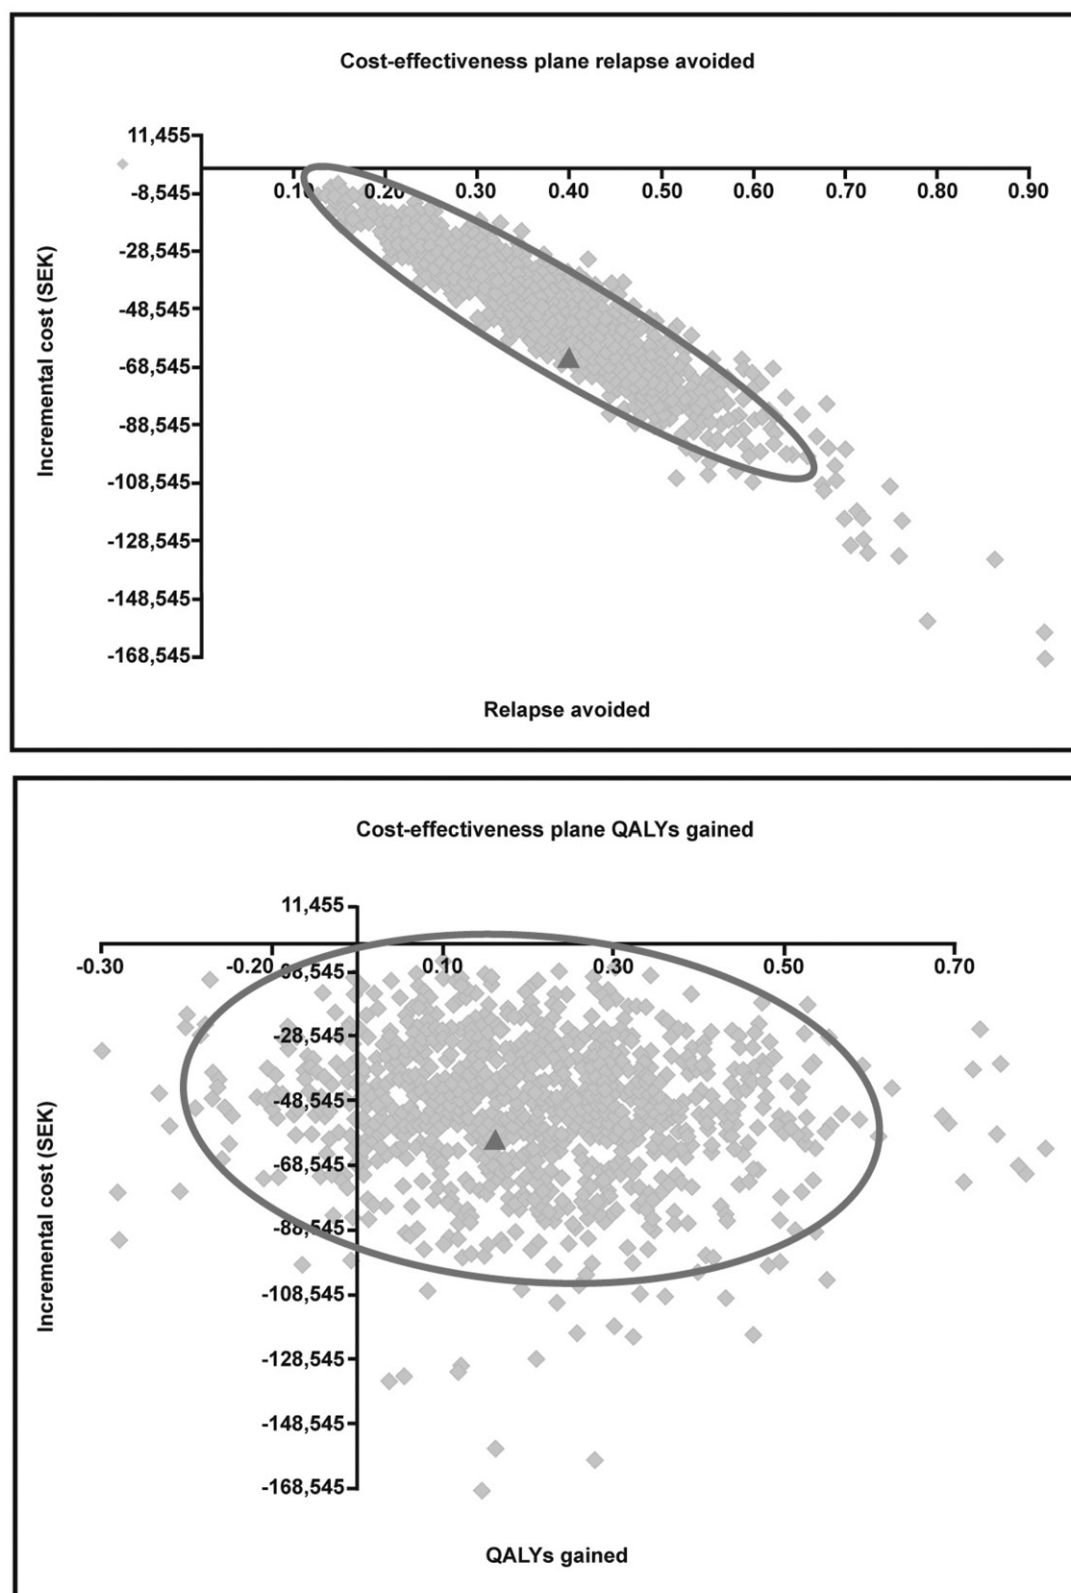 Cost-effectiveness plane relapse avoided
11,455
0.10 0.20 0.30 0.40 0.50 0.60 0.70 0.80 0.90
-8,545
-28,545
-48,545
-68,545
-88,545
-108,545
-128,545
-148,545
-168,545
Incremental cost (SEK)
Relapse avoided
Cost-effectiveness plane QALYs gained
11,455
-0.30 -0.20 0.10 0.30 0.50 0.70
8,545
-28,545
-48,545
-68,545
-88,545
-108,545
-128,545
-148,545
-168,545
Incremental cost (SEK)
QALYs gained